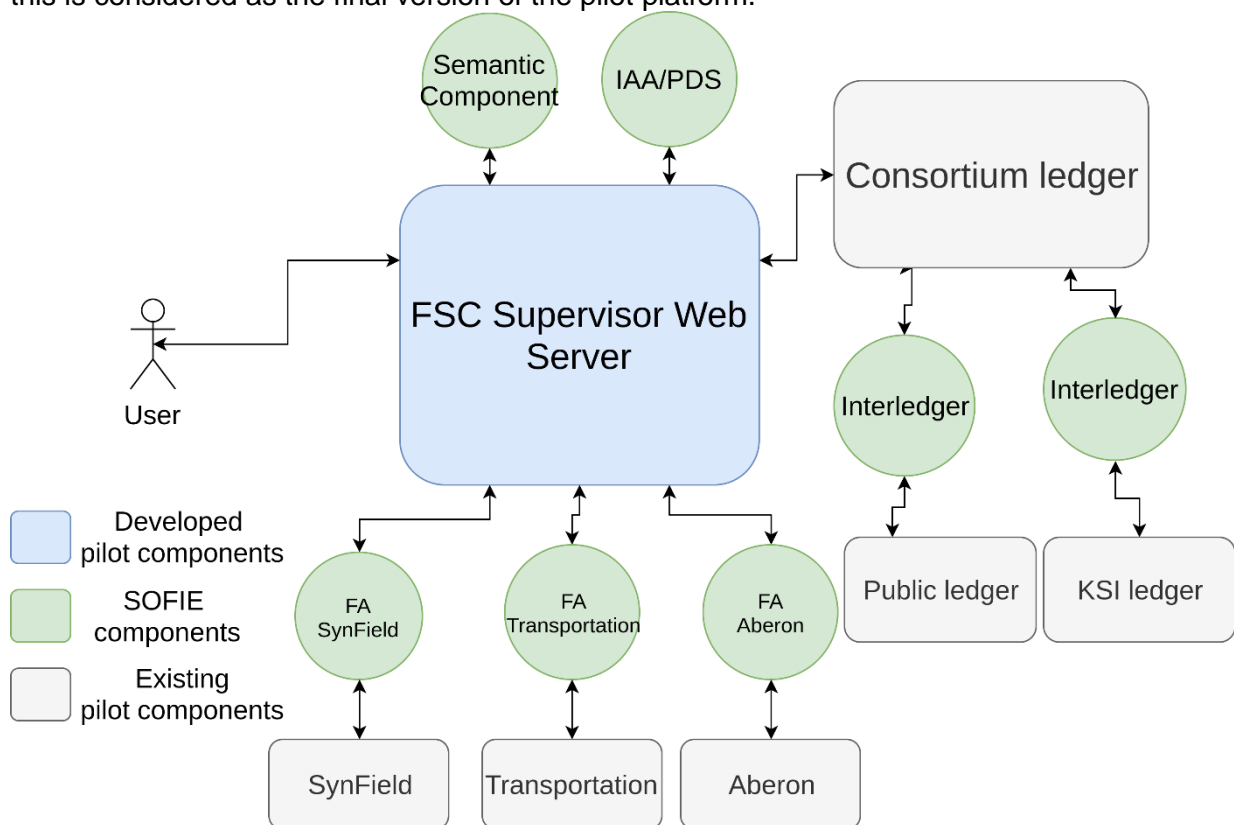 this is considered as the final version of the pilot platform.
Semantic
Component
IAA/PDS
Consortium ledger
FSC Supervisor Web
Server
User
Interledger
Interledger
Developed
pilot components
SOFIE
components
Existing
pilot components
FA
SynField
FA
Transportation
FA
Aberon
Public ledger
KSI ledger
SynField
Transportation
Aberon